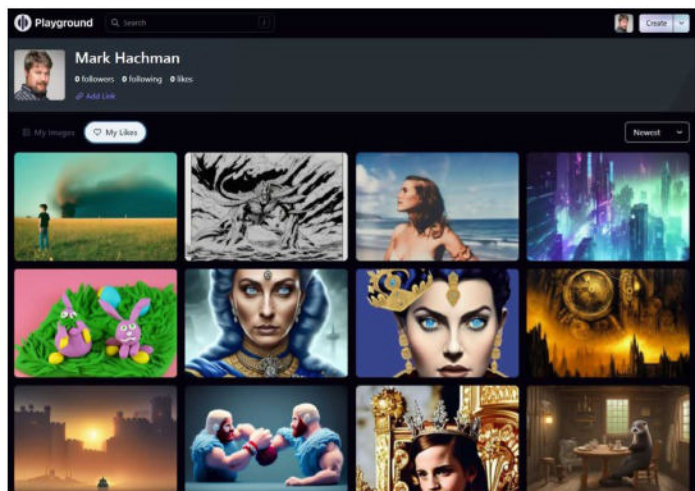 Playground
Search
/
Create
Mark Hachman
0 followers 0 following 0 likes
Add Link
My Images
My Likes
Newest